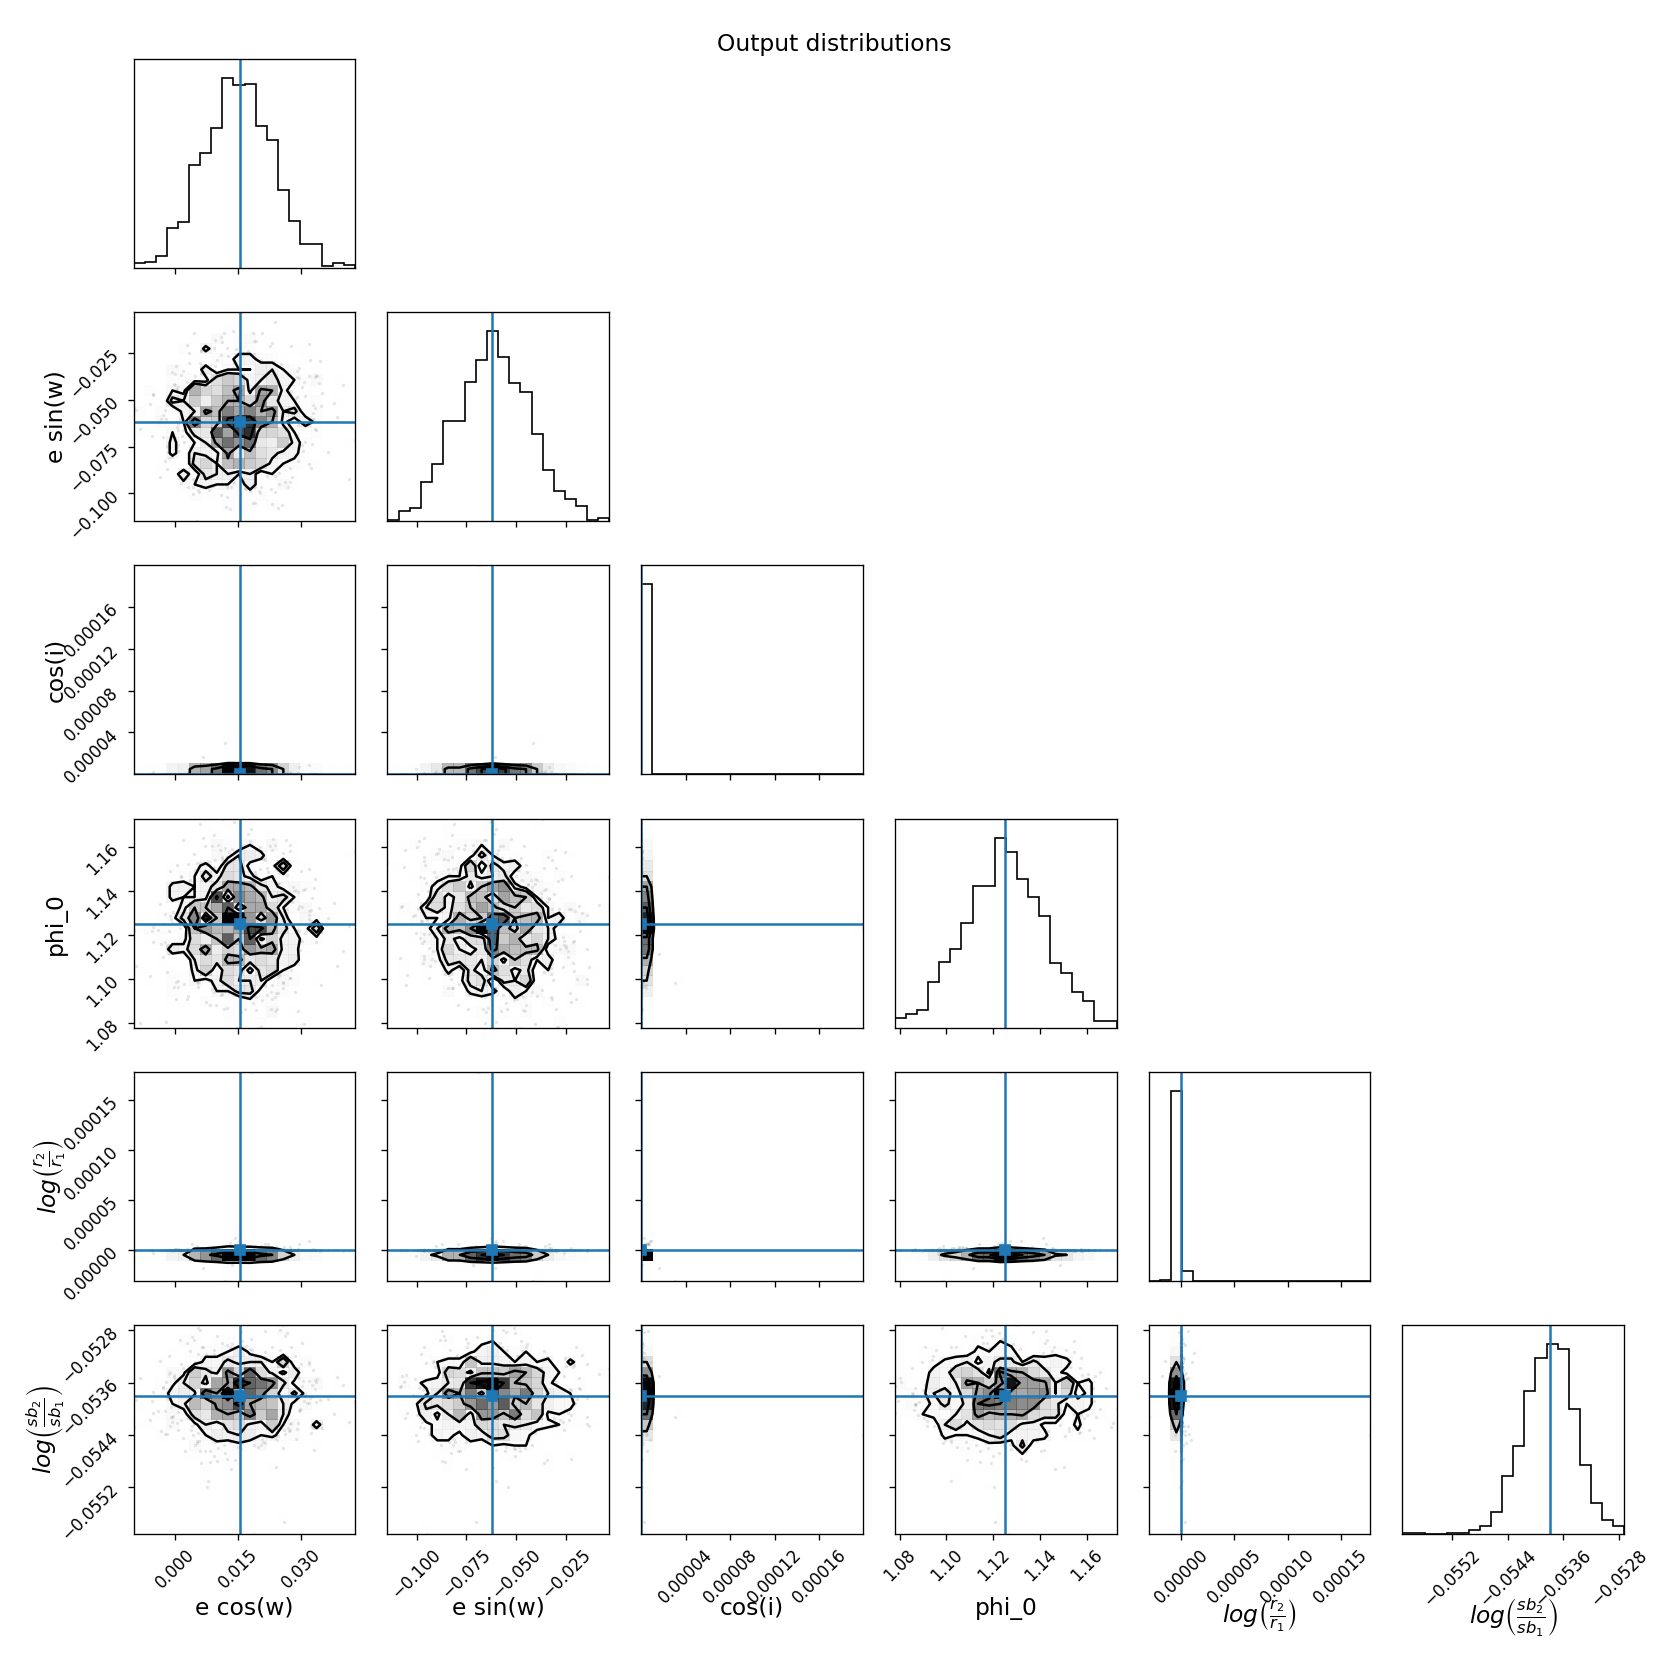 Output distributions
e sin(w)
−0.025
−0.050
−0.075
−0.100
cos(i)
0.00016
0.00012
0.00008
0.00004
phi_0
1.16
1.14
1.12
1.10
1.08
log(r₂/r₁)
0.00015
0.00010
0.00005
0.00000
log(sb₂/sb₁)
−0.0528
−0.0536
−0.0544
−0.0552
0.000 0.015 0.030 −0.100 −0.075 −0.050 −0.025 0.00004 0.00008 0.00012 0.00016 1.08 1.10 1.12 1.14 1.16 0.00000 0.00005 0.00010 0.00015 −0.0552 −0.0544 −0.0536 −0.0528
e cos(w) e sin(w) cos(i) phi_0 log(r₂/r₁) log(sb₂/sb₁)